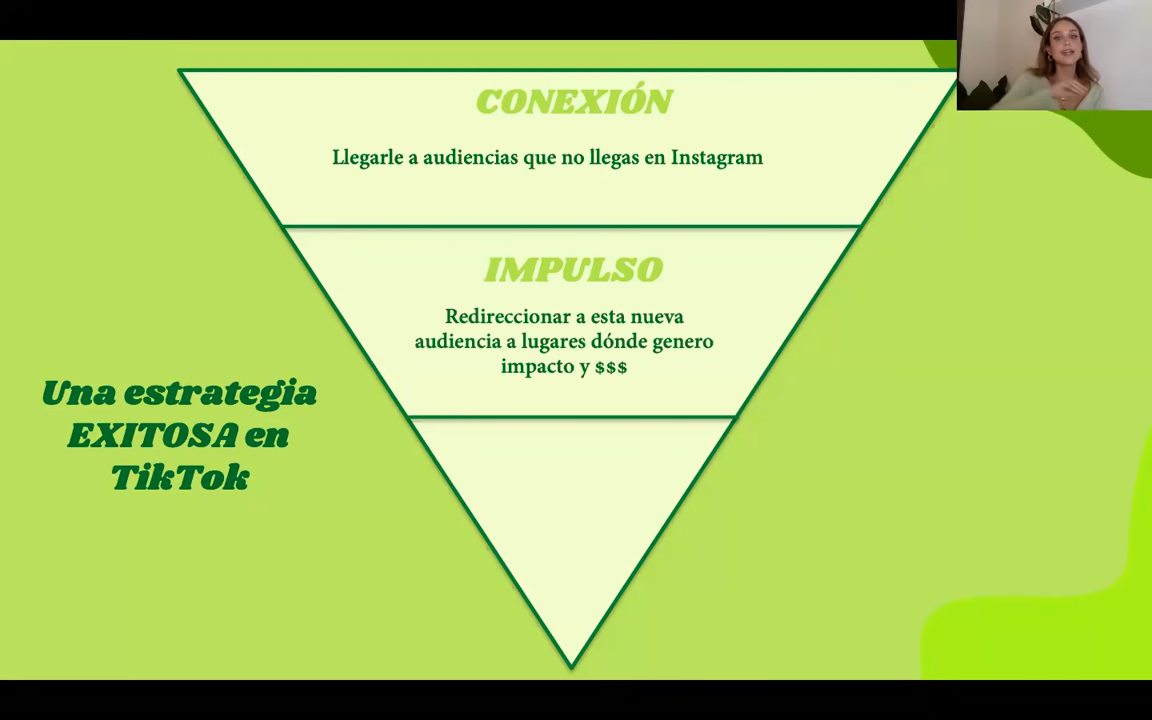 CONEXIÓN
Llegarle a audiencias que no llegas en Instagram
IMPULSO
Redireccionar a esta nueva
audiencia a lugares dónde genero
impacto y $$$
Una estrategia
EXITOSA en
TikTok